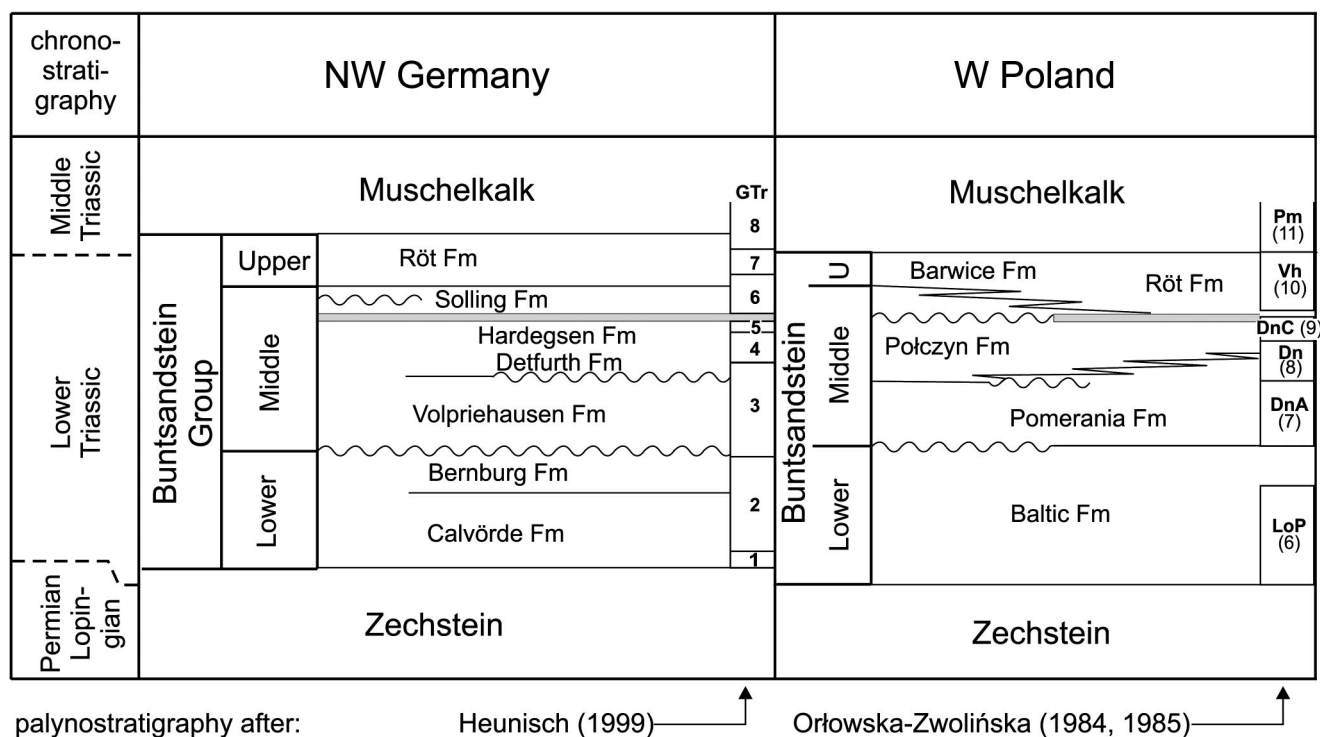 chrono-
strati-
graphy
NW Germany
W Poland
Middle
Triassic
Lower
Triassic
Permian
Lopin-
gian
Muschelkalk
GTr
8
Buntsandstein
Group
Upper
Röt Fm
7
Middle
Solling Fm
6
5
Hardegsen Fm
4
Detfurth Fm
3
Volpriehausen Fm
Lower
Bernburg Fm
2
Calvörde Fm
1
Zechstein
Muschelkalk
Pm
(11)
Buntsandstein
U
Barwice Fm
Röt Fm
Vh
(10)
Middle
DnC (9)
Połczyn Fm
Dn
(8)
Pomerania Fm
DnA
(7)
Lower
Baltic Fm
LoP
(6)
Zechstein
palynostratigraphy after:
Heunisch (1999)
Orłowska-Zwolińska (1984, 1985)